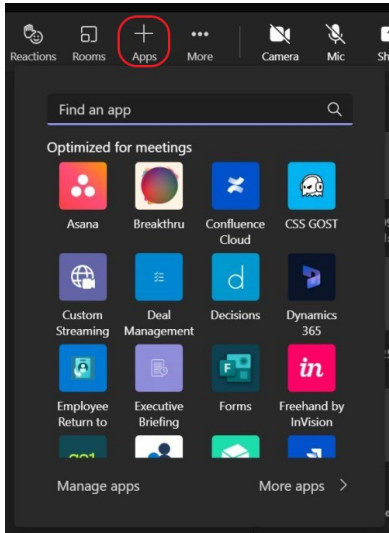 Reactions Rooms Apps More Camera Mic
Find an app
Optimized for meetings
Asana Breakthru Confluence CSS GOST
Cloud
d
Custom Deal Decisions Dynamics
Streaming Management 365
F in
Employee Executive Forms Freehand by
Return to Briefing InVision
Manage apps More apps